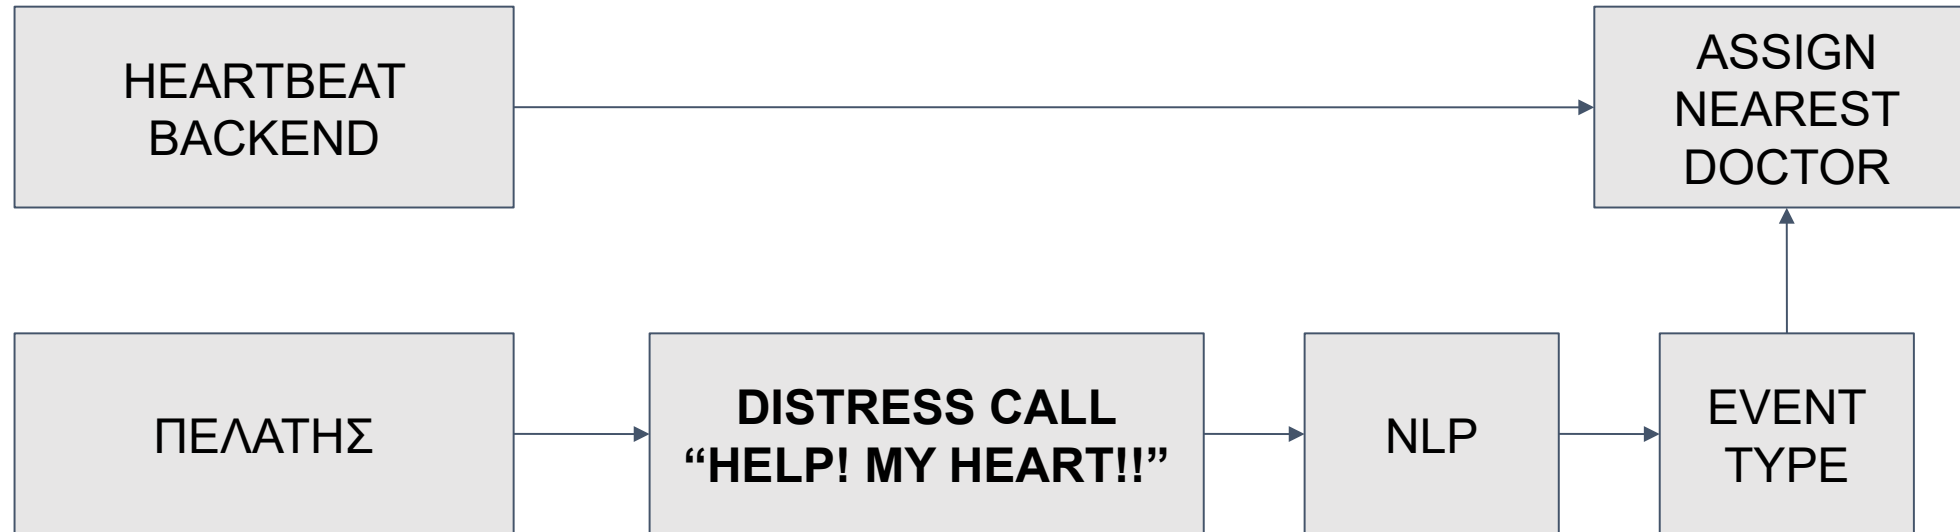 HEARTBEAT
BACKEND
ASSIGN
NEAREST
DOCTOR
ΠΕΛΑΤΗΣ
DISTRESS CALL
“HELP! MY HEART!!”
NLP
EVENT
TYPE